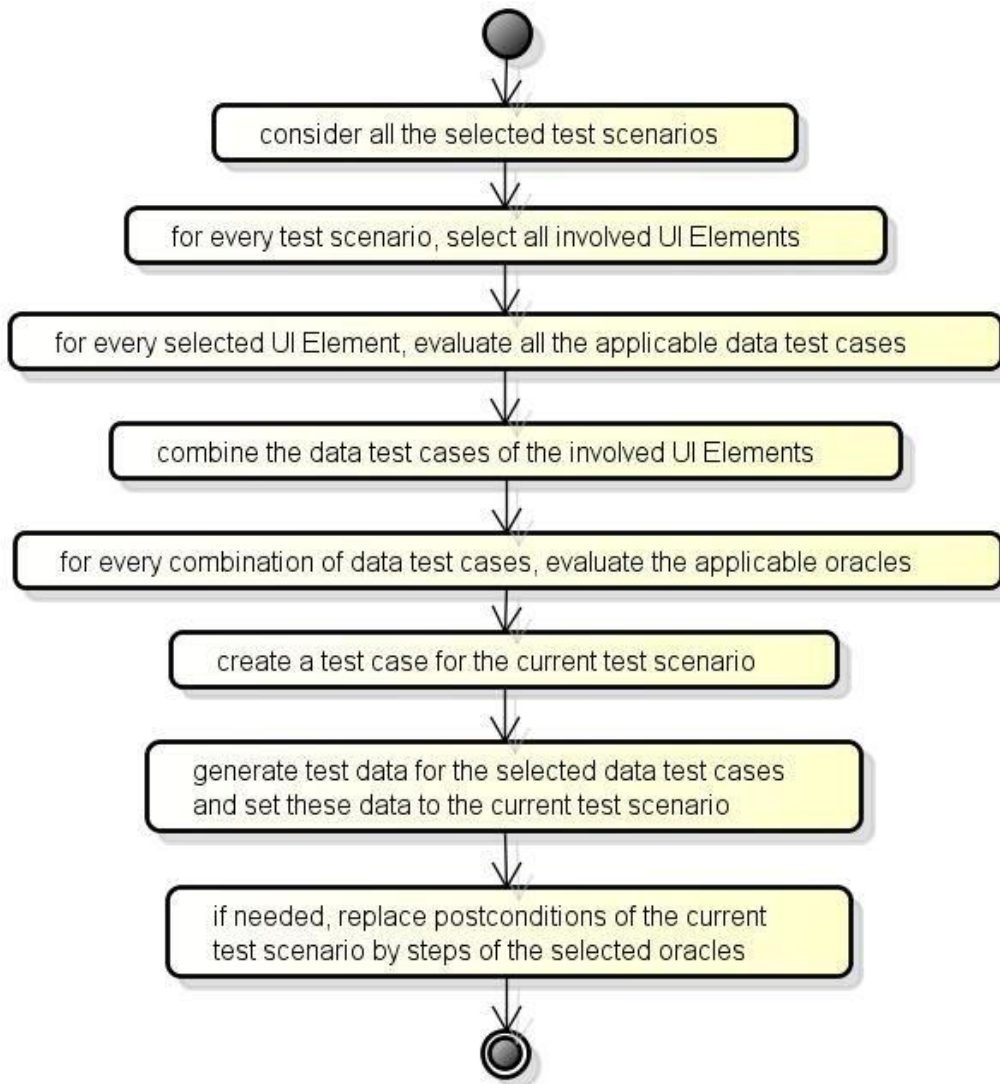 consider all the selected test scenarios
for every test scenario, select all involved UI Elements
for every selected UI Element, evaluate all the applicable data test cases
combine the data test cases of the involved UI Elements
for every combination of data test cases, evaluate the applicable oracles
create a test case for the current test scenario
generate test data for the selected data test cases
and set these data to the current test scenario
if needed, replace postconditions of the current
test scenario by steps of the selected oracles